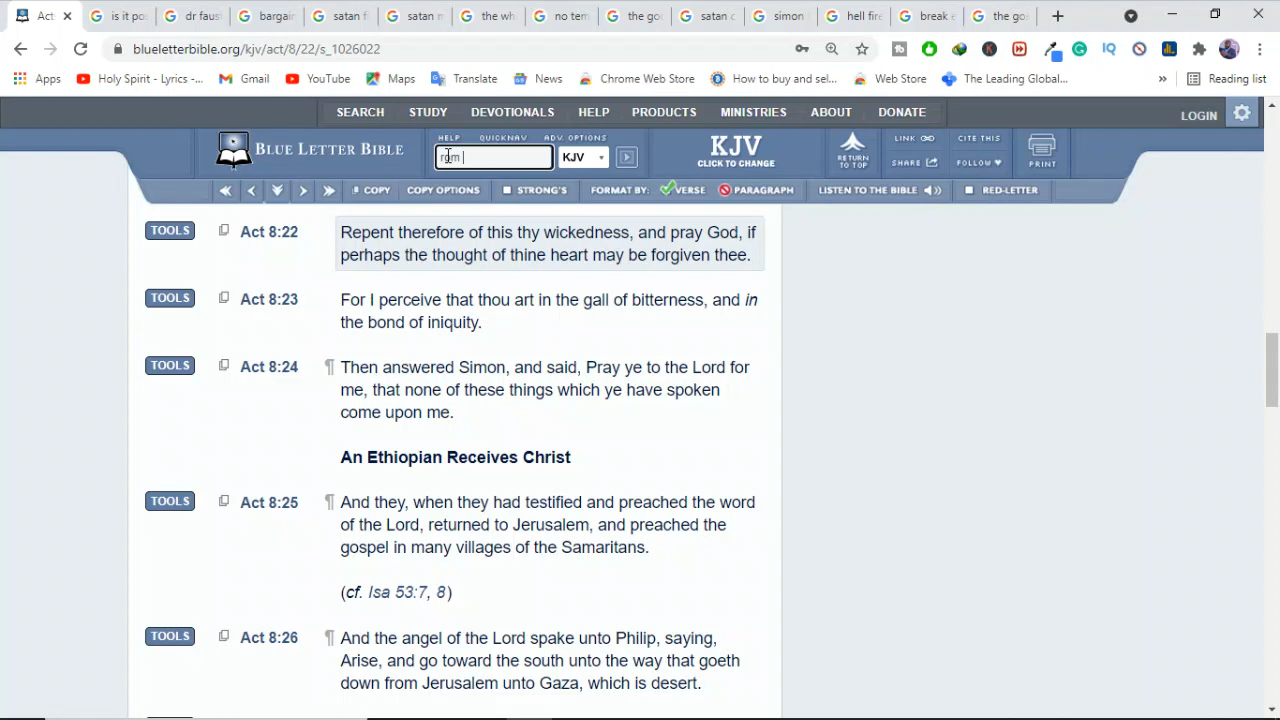 Act
is it po
dr faus
bargain
satan f
satan m
the wh
no tem
the go
satan c
simon
hell fire
break e
the go
blueletterbible.org/kjv/act/8/22/s_1026022
Apps
Holy Spirit - Lyrics -...
Gmail
YouTube
Maps
Translate
News
Chrome Web Store
How to buy and sel...
Web Store
The Leading Global...
»
Reading list
SEARCH STUDY DEVOTIONALS HELP PRODUCTS MINISTRIES ABOUT DONATE
LOGIN
BLUE LETTER BIBLE
HELP QUICKNAV ADV. OPTIONS
rom
KJV
KJV
CLICK TO CHANGE
RETURN
TO TOP
LINK
CITE THIS
SHARE
FOLLOW
PRINT
COPY COPY OPTIONS STRONG'S FORMAT BY: VERSE PARAGRAPH LISTEN TO THE BIBLE RED-LETTER
TOOLS Act 8:22 Repent therefore of this thy wickedness, and pray God, if
perhaps the thought of thine heart may be forgiven thee.
TOOLS Act 8:23 For I perceive that thou art in the gall of bitterness, and in
the bond of iniquity.
TOOLS Act 8:24 ¶ Then answered Simon, and said, Pray ye to the Lord for
me, that none of these things which ye have spoken
come upon me.
An Ethiopian Receives Christ
TOOLS Act 8:25 ¶ And they, when they had testified and preached the word
of the Lord, returned to Jerusalem, and preached the
gospel in many villages of the Samaritans.
(cf. Isa 53:7, 8)
TOOLS Act 8:26 ¶ And the angel of the Lord spake unto Philip, saying,
Arise, and go toward the south unto the way that goeth
down from Jerusalem unto Gaza, which is desert.